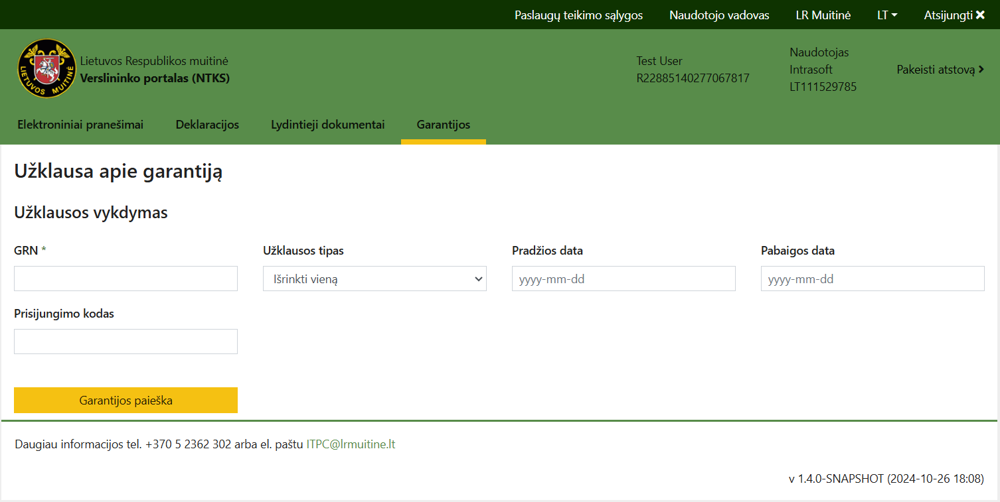 Paslaugų teikimo sąlygos
Naudotojo vadovas
LR Muitinė
LT
Atsijungti
LIETUVOS MUITINĖ
Lietuvos Respublikos muitinė
Verslininko portalas (NTKS)
Test User
R22885140277067817
Naudotojas
Intrasoft
LT111529785
Pakeisti atstovą
Elektroniniai pranešimai
Deklaracijos
Lydintieji dokumentai
Garantijos
Užklausa apie garantiją
Užklausos vykdymas
GRN *
Užklausos tipas
Pradžios data
Pabaigos data
Išrinkti vieną
yyyy-mm-dd
yyyy-mm-dd
Prisijungimo kodas
Garantijos paieška
Daugiau informacijos tel. +370 5 2362 302 arba el. paštu ITPC@lrmuitine.lt
v 1.4.0-SNAPSHOT (2024-10-26 18:08)